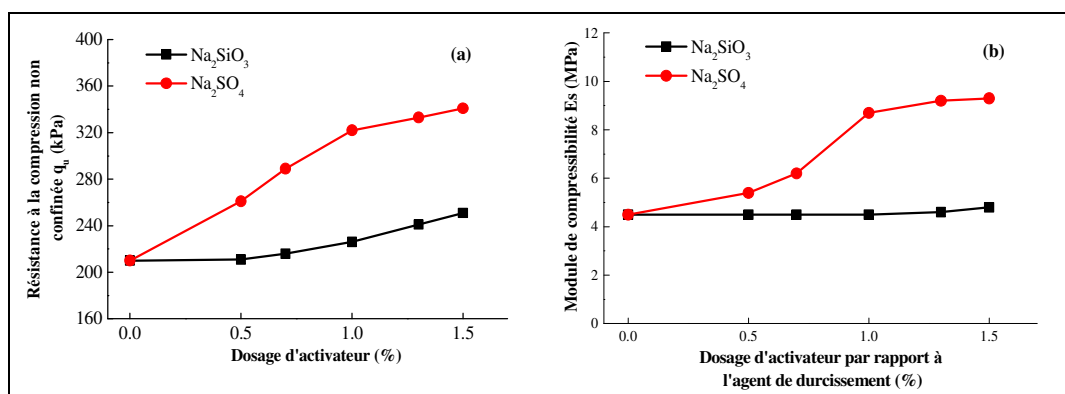 Résistance à la compression non
confinée qu (kPa)
400
360
320
280
240
200
160
Na2SiO3
Na2SO4
(a)
0.0 0.5 1.0 1.5
Dosage d'activateur (%)
Module de compressibilité Es (MPa)
12
10
8
6
4
2
0
Na2SiO3
Na2SO4
(b)
0.0 0.5 1.0 1.5
Dosage d'activateur par rapport à
l'agent de durcissement (%)